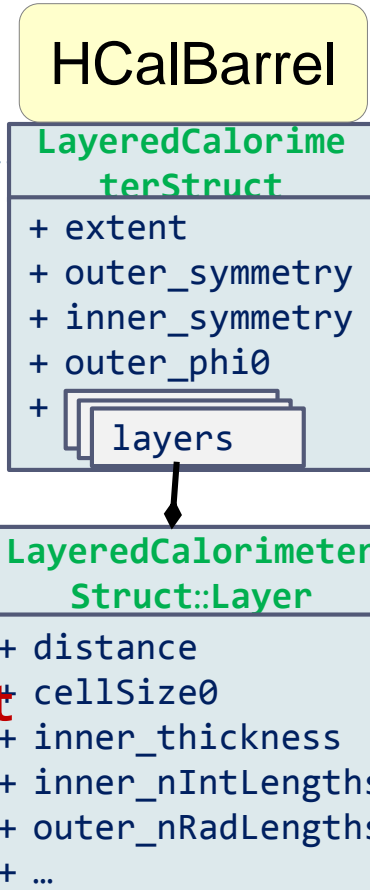 HCalBarrel
LayeredCalorime
terStruct
+ extent
+ outer_symmetry
+ inner_symmetry
+ outer_phi0
+ layers
LayeredCalorimeter
Struct::Layer
+ distance
t + cellSize0
+ inner_thickness
+ inner_nIntLengths
+ outer_nRadLengths
+ …